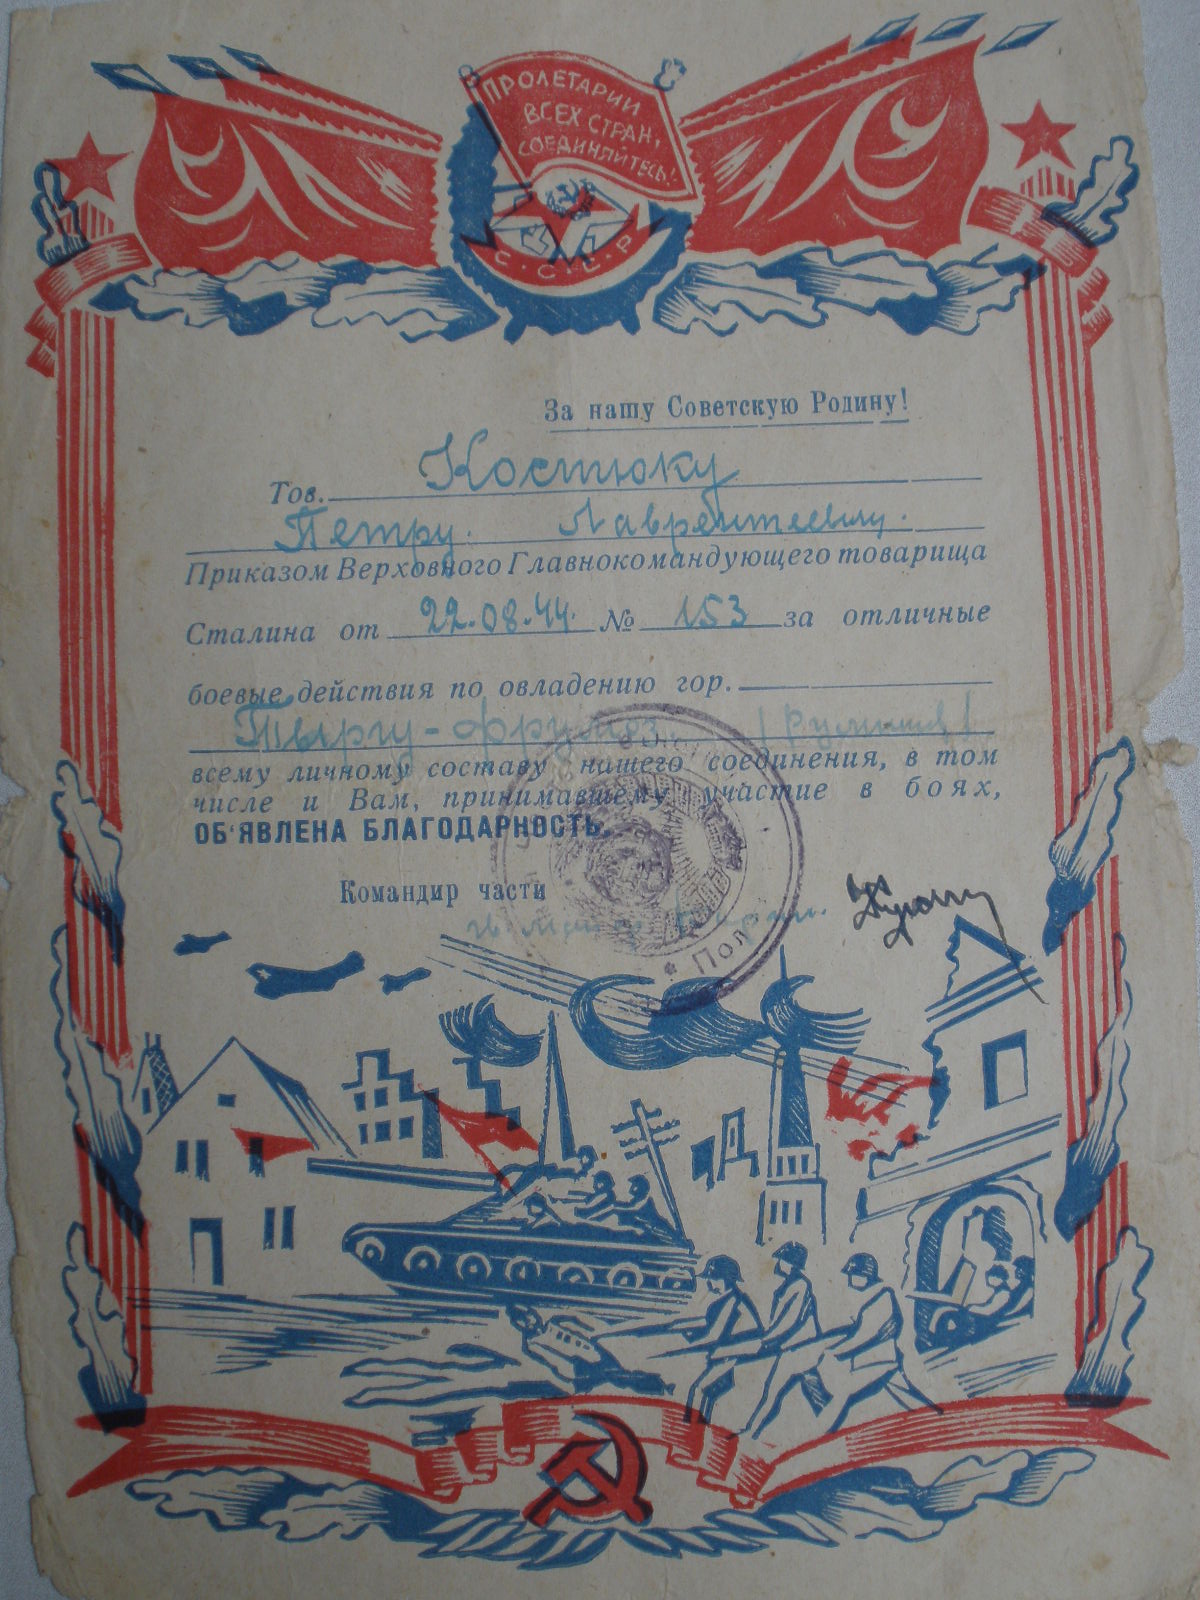 ПРОЛЕТАРИИ
ВСЕХ СТРАН,
СОЕДИНЯЙТЕСЬ!
С.С.С.Р.
За нашу Советскую Родину!
Тов. Костюку
Петру. Лаврентиевичу.
Приказом Верховного Главнокомандующего товарища
Сталина от 22.08.44. № 153 за отличные
боевые действия по овладению гор.
Тыргу-Фрумоз (Румыния)
всему личному составу нашего соединения, в том
числе и Вам, принимавшему участие в боях,
ОБ'ЯВЛЕНА БЛАГОДАРНОСТЬ.
Командир части